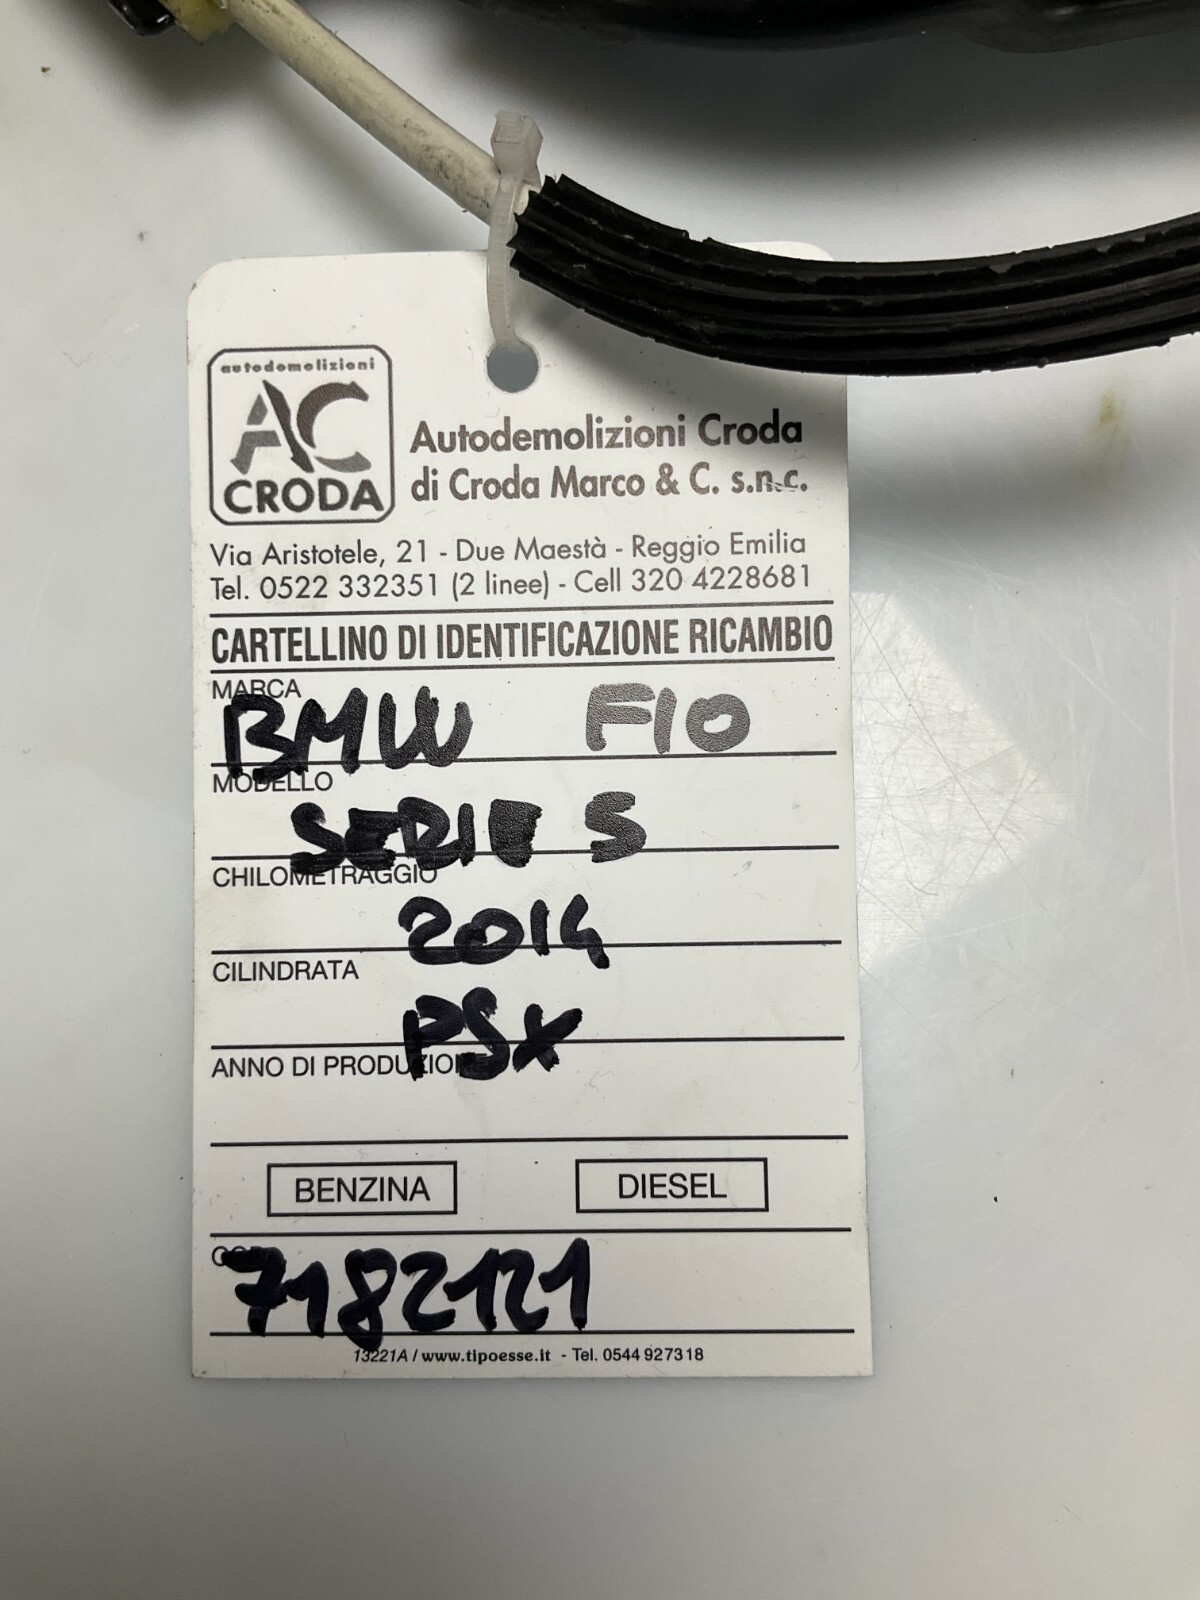 autodemolizioni
AC
CRODA
Autodemolizioni Croda
di Croda Marco & C. s.n.c.
Via Aristotele, 21 - Due Maestà - Reggio Emilia
Tel. 0522 332351 (2 linee) - Cell 320 4228681
CARTELLINO DI IDENTIFICAZIONE RICAMBIO
MARCA
BMW F10
MODELLO
SERIE 5
CHILOMETRAGGIO
2014
CILINDRATA
PSX
ANNO DI PRODUZIONE
BENZINA DIESEL
7182121
13221A / www.tipoesse.it - Tel. 0544 927318